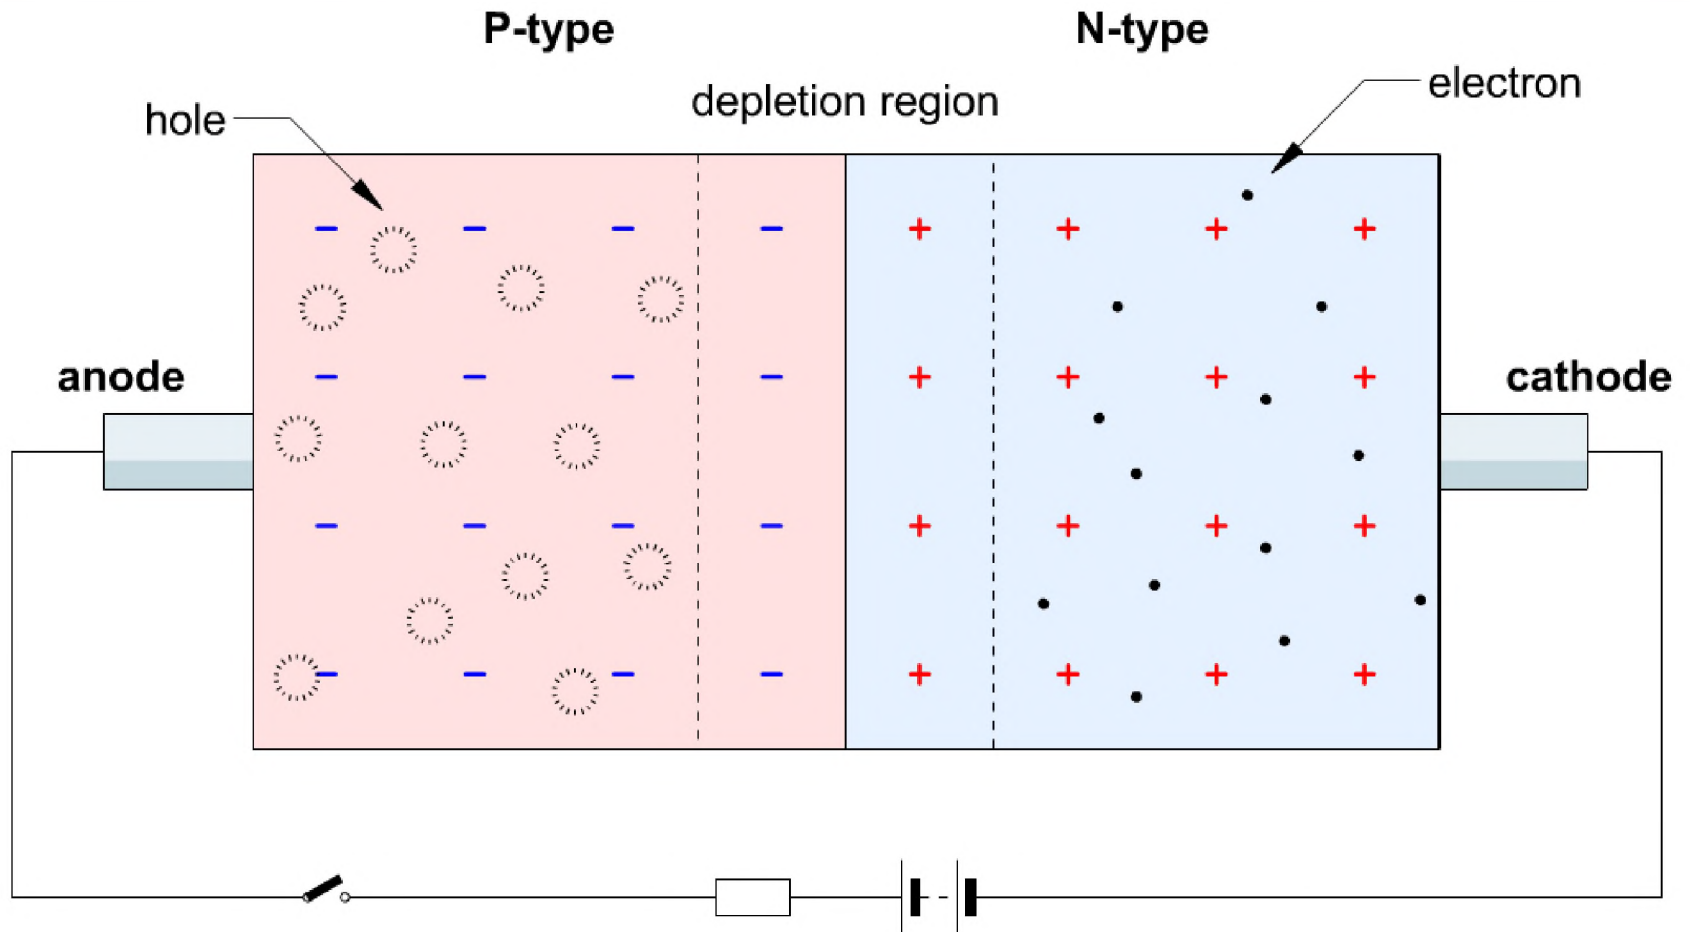 P-type
N-type
depletion region
electron
hole
anode
cathode